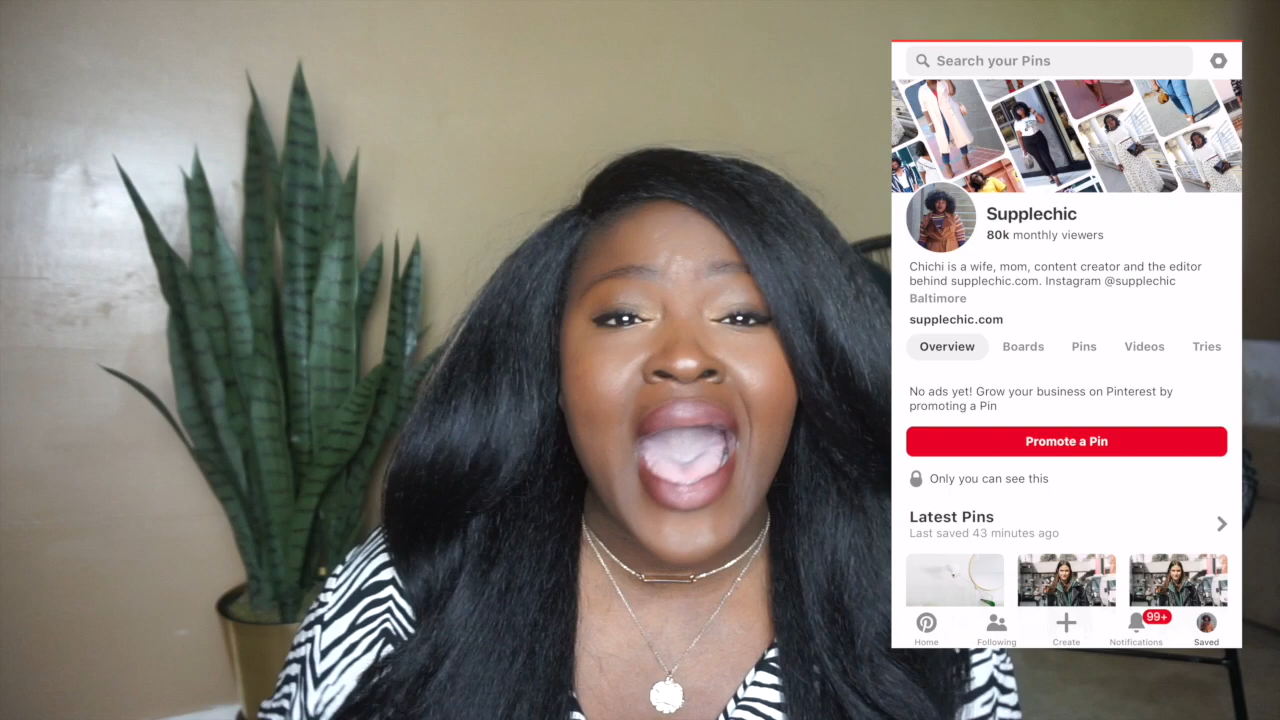 Search your Pins
Supplechic
80k monthly viewers
Chichi is a wife, mom, content creator and the editor
behind supplechic.com. Instagram @supplechic
Baltimore
supplechic.com
Overview Boards Pins Videos Tries
No ads yet! Grow your business on Pinterest by
promoting a Pin
Promote a Pin
Only you can see this
Latest Pins
Last saved 43 minutes ago
99+
Home Following Create Notifications Saved